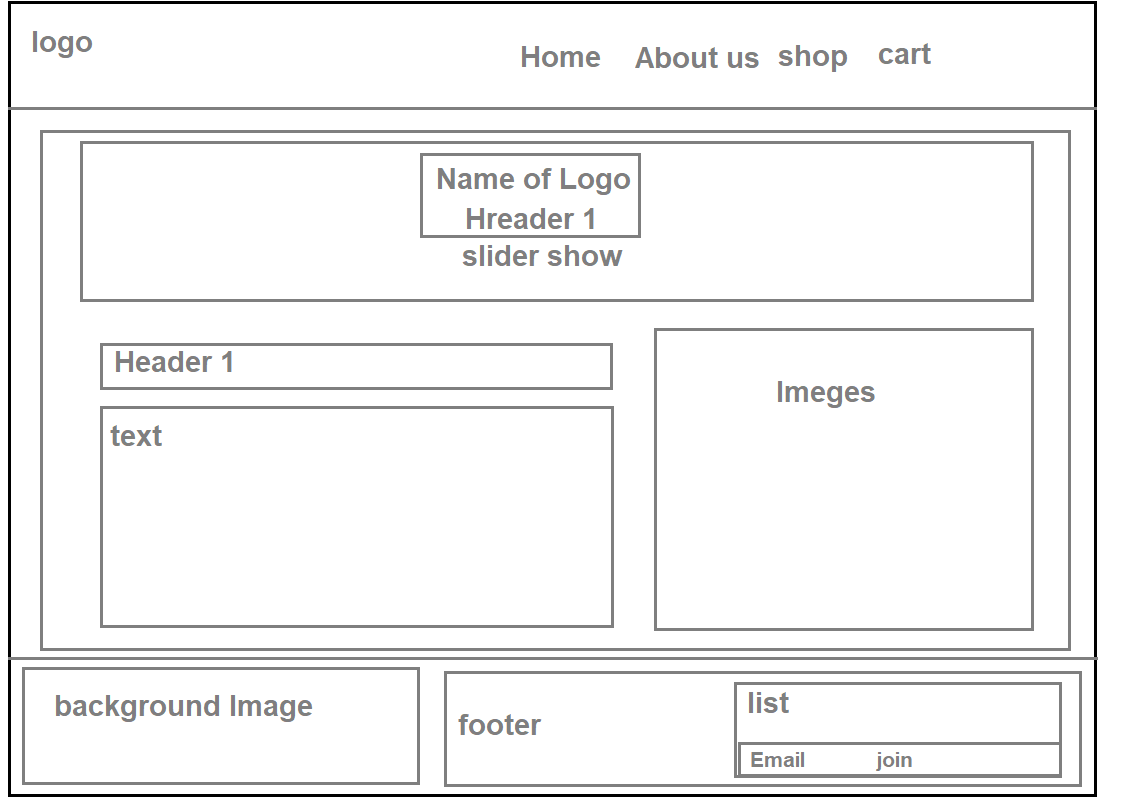 logo
Home About us shop cart
Name of Logo
Hreader 1
slider show
Header 1
text
Imeges
background Image
footer
list
Email join